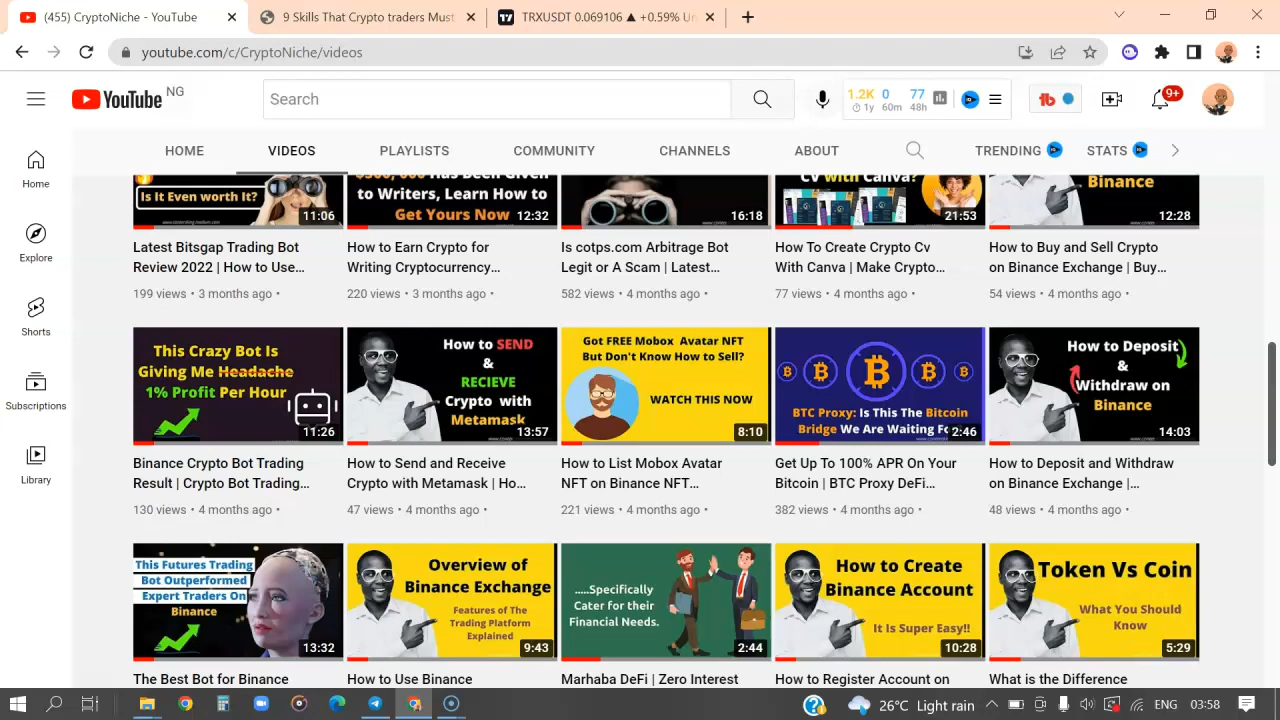 (455) CryptoNiche - YouTube
9 Skills That Crypto traders Must
TRXUSDT 0.069106 ▲ +0.59% Un
youtube.com/c/CryptoNiche/videos
YouTube NG
Search
1.2K 0 77
1y 60m 48h
9+
HOME VIDEOS PLAYLISTS COMMUNITY CHANNELS ABOUT TRENDING STATS
Home
Explore
Shorts
Subscriptions
Library
Is It Even worth It?
11:06
Latest Bitsgap Trading Bot
Review 2022 | How to Use...
199 views • 3 months ago •
$300,000 Has Been Given
to Writers, Learn How to
Get Yours Now
12:32
How to Earn Crypto for
Writing Cryptocurrency...
220 views • 3 months ago •
16:18
Is cotps.com Arbitrage Bot
Legit or A Scam | Latest...
582 views • 4 months ago •
CV with Canva?
21:53
How To Create Crypto Cv
With Canva | Make Crypto...
77 views • 4 months ago •
Binance
12:28
How to Buy and Sell Crypto
on Binance Exchange | Buy...
54 views • 4 months ago •
This Crazy Bot Is
Giving Me Headache
1% Profit Per Hour
11:26
Binance Crypto Bot Trading
Result | Crypto Bot Trading...
130 views • 4 months ago •
How to SEND
&
RECIEVE
Crypto with
Metamask
13:57
How to Send and Receive
Crypto with Metamask | Ho...
47 views • 4 months ago •
Got FREE Mobox Avatar NFT
But Don't Know How to Sell?
WATCH THIS NOW
8:10
How to List Mobox Avatar
NFT on Binance NFT...
221 views • 4 months ago •
BTC Proxy: Is This The Bitcoin
Bridge We Are Waiting Fo
2:46
Get Up To 100% APR On Your
Bitcoin | BTC Proxy DeFi...
382 views • 4 months ago •
How to Deposit
&
Withdraw on
Binance
14:03
How to Deposit and Withdraw
on Binance Exchange |...
48 views • 4 months ago •
This Futures Trading
Bot Outperformed
Expert Traders On
Binance
13:32
The Best Bot for Binance
Overview of
Binance Exchange
Features of The
Trading Platform
Explained
9:43
How to Use Binance
.....Specifically
Cater for their
Financial Needs.
2:44
Marhaba DeFi | Zero Interest
How to Create
Binance Account
It Is Super Easy!!
10:28
How to Register Account on
Token Vs Coin
What You Should
Know
5:29
What is the Difference
26°C Light rain
ENG 03:58